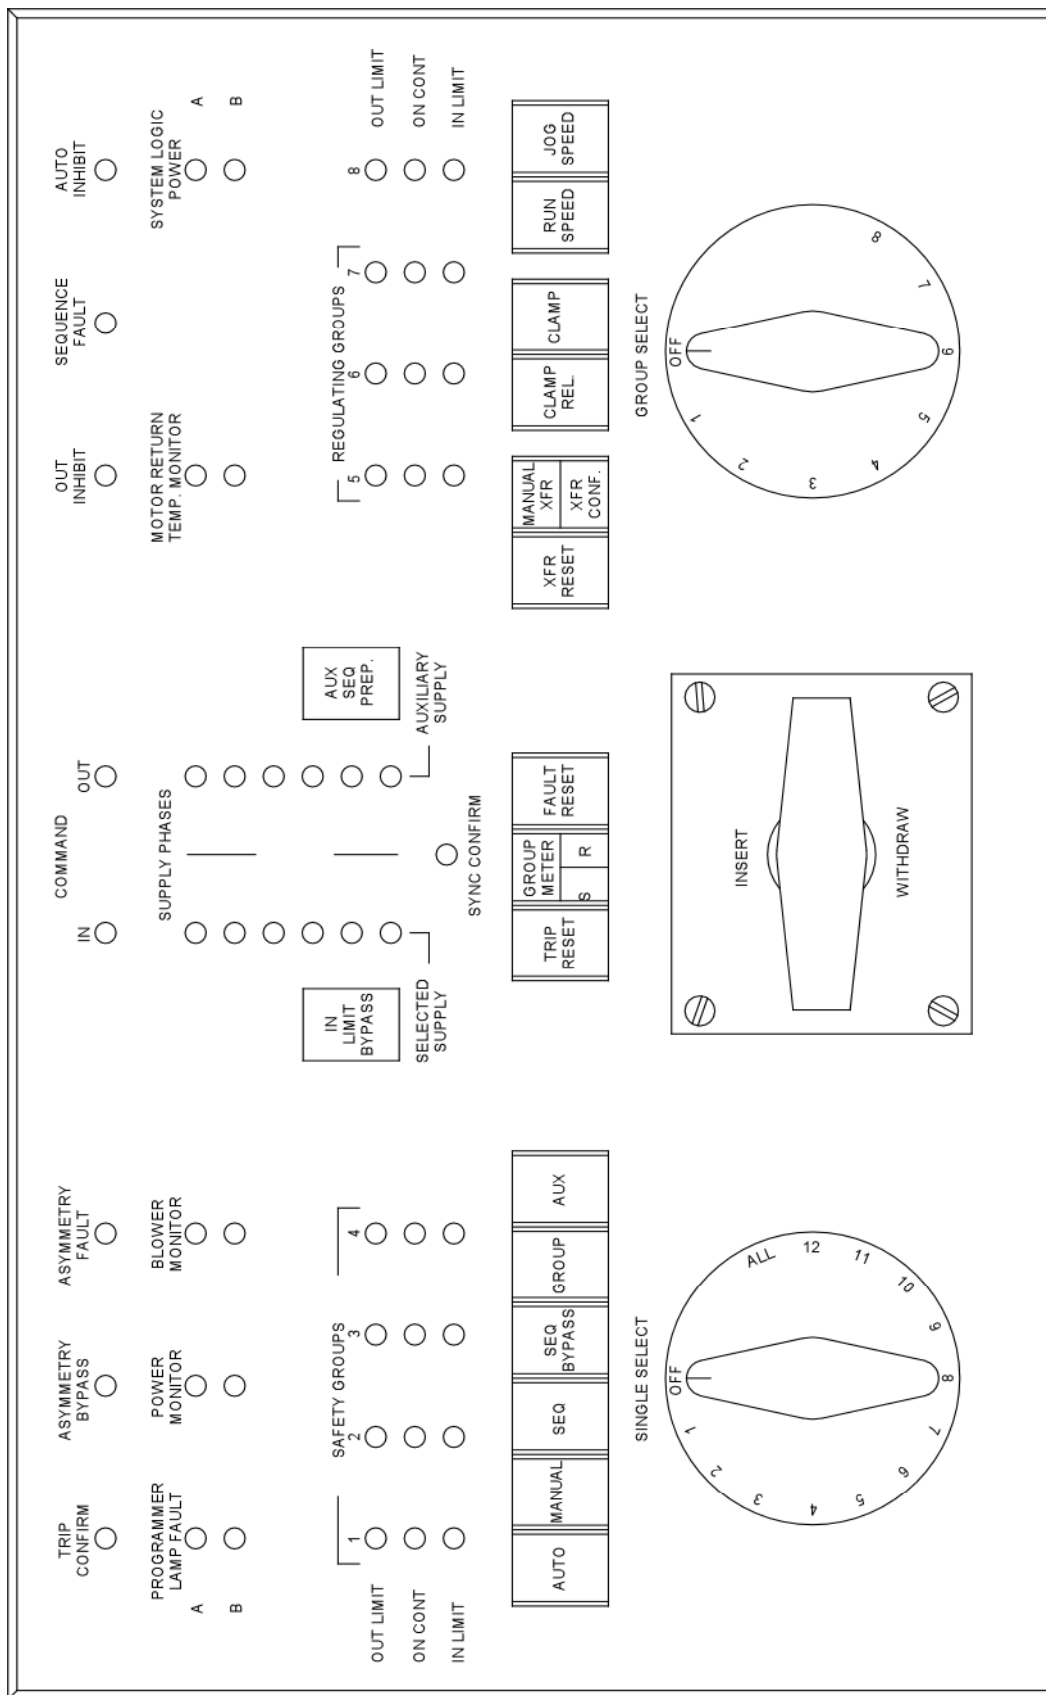 TRIP
CONFIRM
ASYMMETRY
BYPASS
ASYMMETRY
FAULT
COMMAND
IN
OUT
OUT
INHIBIT
SEQUENCE
FAULT
AUTO
INHIBIT
PROGRAMMER
LAMP FAULT
POWER
MONITOR
BLOWER
MONITOR
SUPPLY PHASES
MOTOR RETURN
TEMP. MONITOR
SYSTEM LOGIC
POWER
A
B
A
B
SAFETY GROUPS
1
2
3
4
OUT LIMIT
ON CONT
IN LIMIT
IN
LIMIT
BYPASS
SELECTED
SUPPLY
SYNC CONFIRM
AUX
SEQ
PREP.
AUXILIARY
SUPPLY
REGULATING GROUPS
5
6
7
8
OUT LIMIT
ON CONT
IN LIMIT
AUTO
MANUAL
SEQ
SEQ
BYPASS
GROUP
AUX
TRIP
RESET
GROUP
METER
S
R
FAULT
RESET
XFR
RESET
MANUAL
XFR
XFR
CONF.
CLAMP
REL.
CLAMP
RUN
SPEED
JOG
SPEED
SINGLE SELECT
OFF
1
2
3
4
5
6
7
8
9
10
11
12
ALL
INSERT
WITHDRAW
GROUP SELECT
OFF
1
2
3
4
5
6
7
8